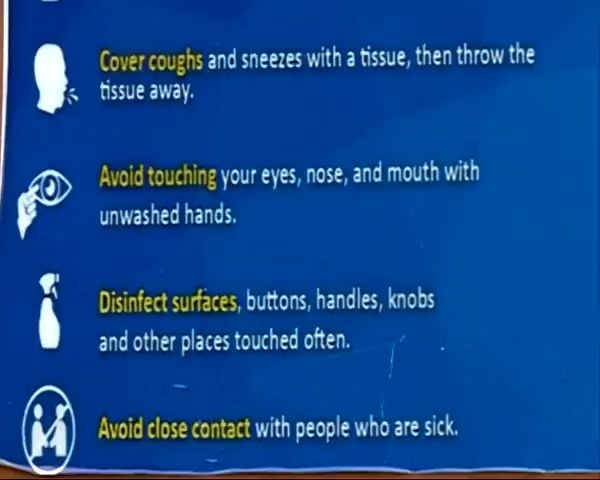 Cover coughs and sneezes with a tissue, then throw the
tissue away.
Avoid touching your eyes, nose, and mouth with
unwashed hands.
Disinfect surfaces, buttons, handles, knobs
and other places touched often.
Avoid close contact with people who are sick.